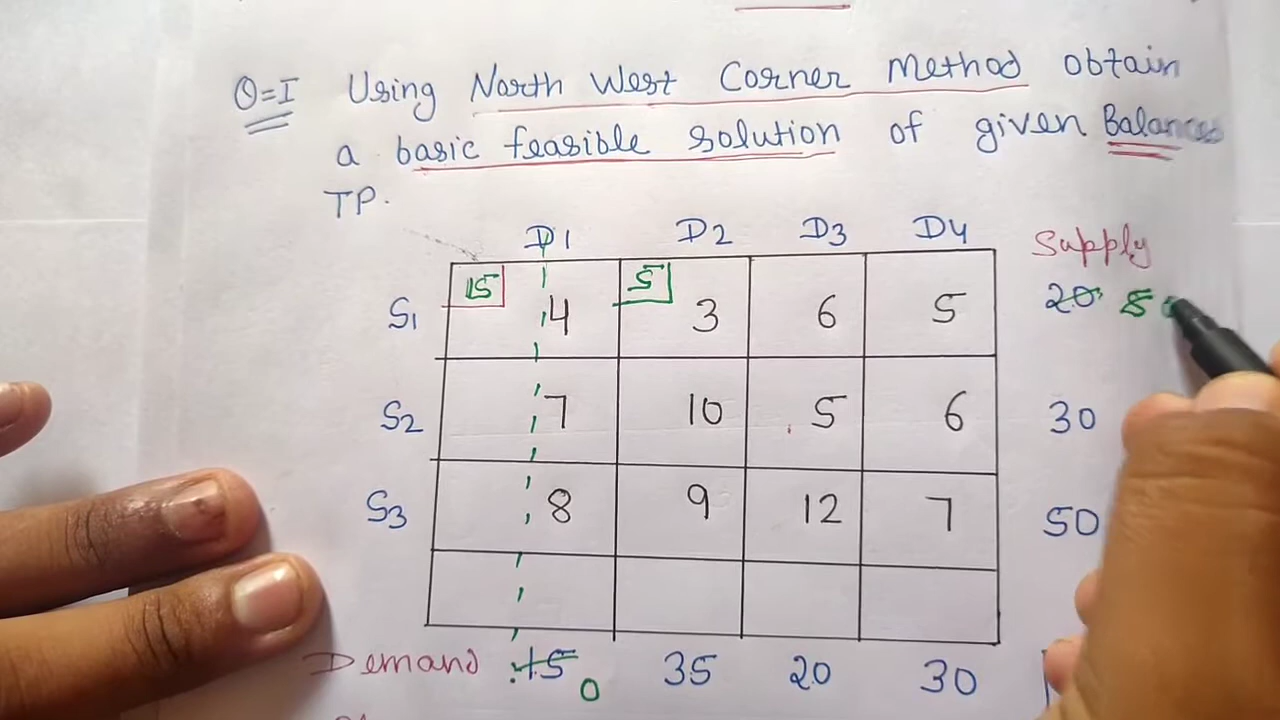 Q=I Using North West Corner Method obtain
a basic feasible solution of given Balanced
TP.
D1 D2 D3 D4 Supply
S1 15 4 5 3 6 5 20 5
S2 7 10 5 6 30
S3 8 9 12 7 50
Demand 15 0 35 20 30